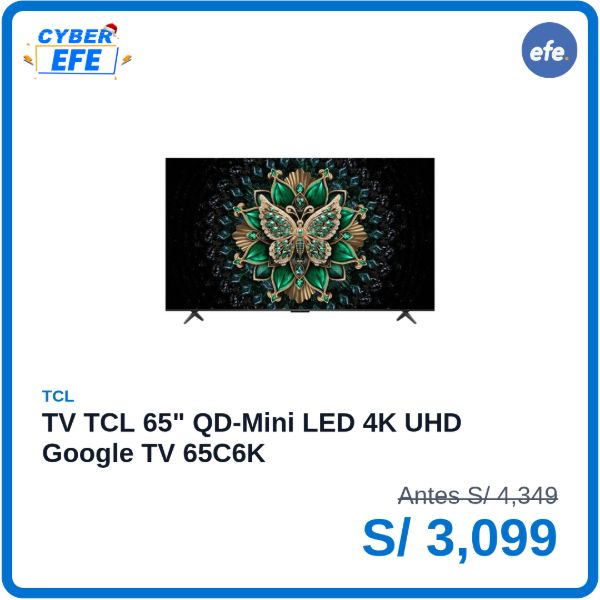 CYBER
EFE
efe.
TCL
TV TCL 65" QD-Mini LED 4K UHD
Google TV 65C6K
Antes S/ 4,349
S/ 3,099